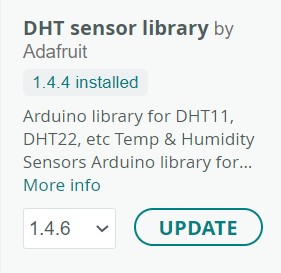 DHT sensor library by
Adafruit
1.4.4 installed
Arduino library for DHT11,
DHT22, etc Temp & Humidity
Sensors Arduino library for...
More info
1.4.6
UPDATE